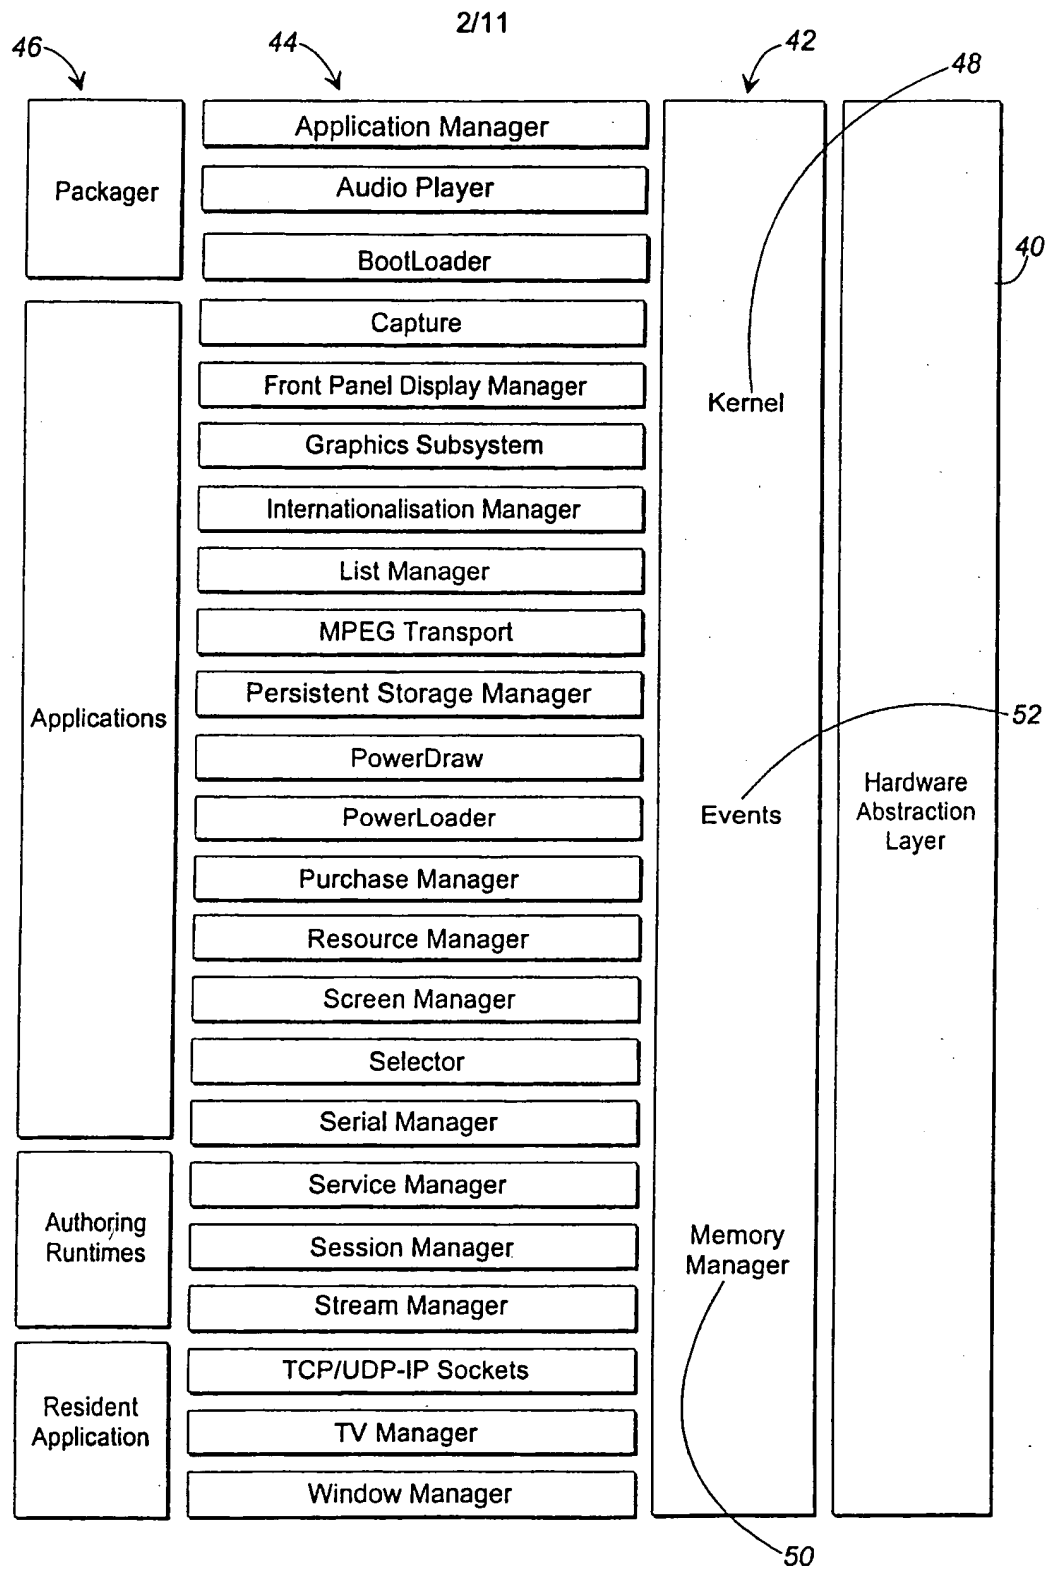 2/11
46
44
42
48
40
52
50
Packager
Applications
Authoring
Runtimes
Resident
Application
Application Manager
Audio Player
BootLoader
Capture
Front Panel Display Manager
Graphics Subsystem
Internationalisation Manager
List Manager
MPEG Transport
Persistent Storage Manager
PowerDraw
PowerLoader
Purchase Manager
Resource Manager
Screen Manager
Selector
Serial Manager
Service Manager
Session Manager
Stream Manager
TCP/UDP-IP Sockets
TV Manager
Window Manager
Kernel
Events
Memory
Manager
Hardware
Abstraction
Layer